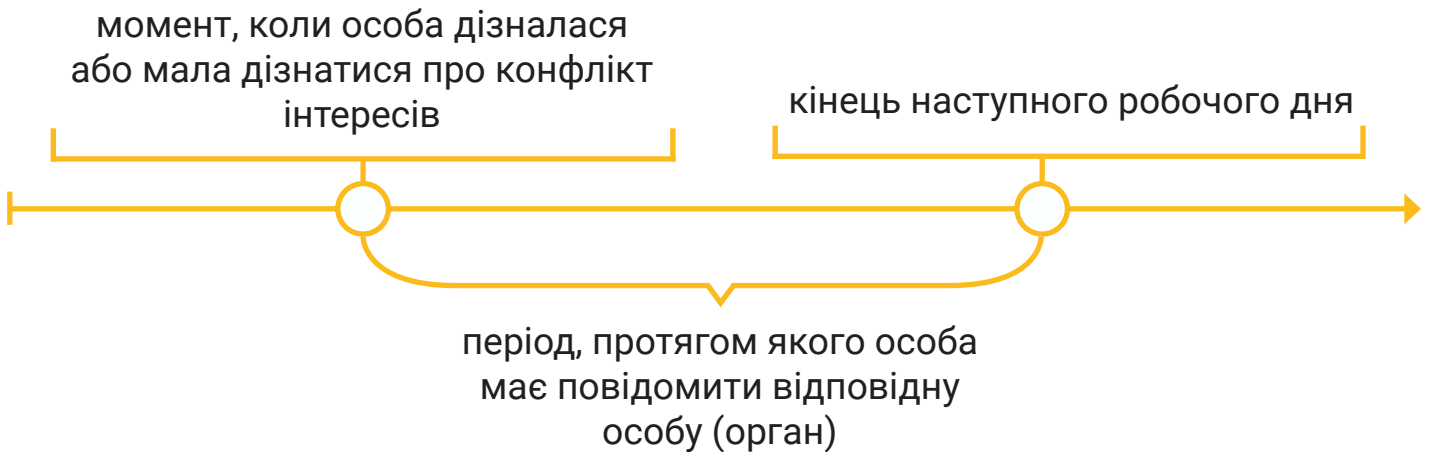 момент, коли особа дізналася
або мала дізнатися про конфлікт
інтересів
кінець наступного робочого дня
період, протягом якого особа
має повідомити відповідну
особу (орган)